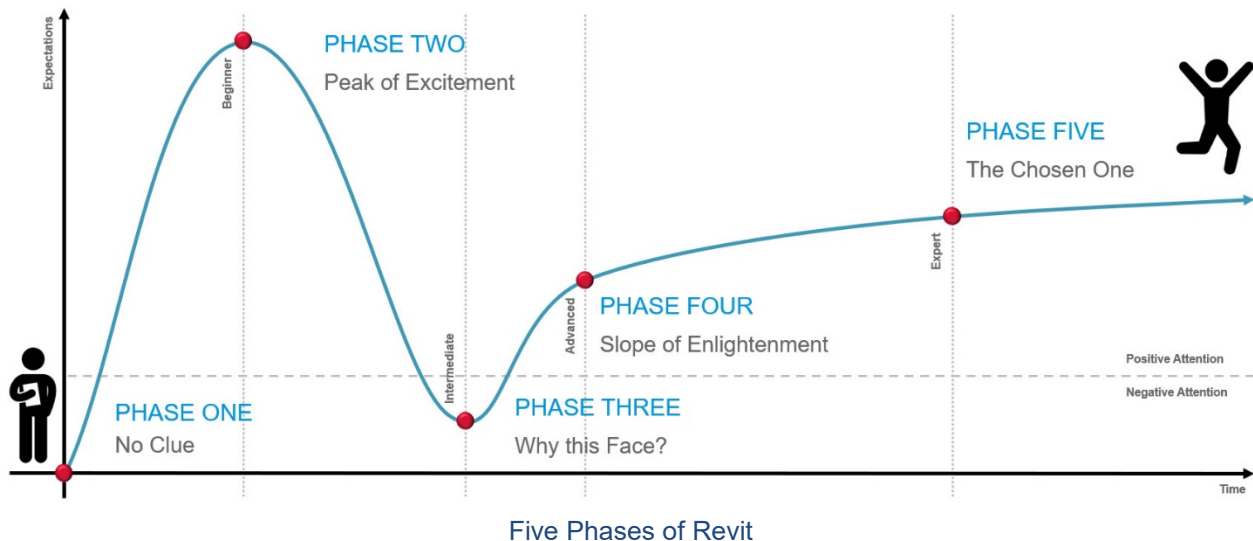 Expectations
Beginner
PHASE TWO
Peak of Excitement
PHASE FIVE
The Chosen One
Expert
Advanced
PHASE FOUR
Slope of Enlightenment
Intermediate
Positive Attention
Negative Attention
PHASE ONE
No Clue
PHASE THREE
Why this Face?
Time
Five Phases of Revit